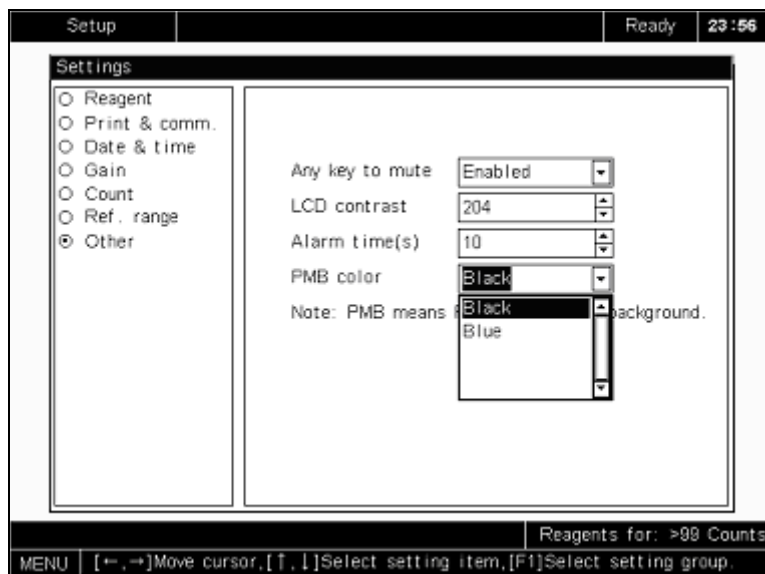 Setup Ready 23:56
Settings
Reagent
Print & comm.
Date & time
Gain
Count
Ref. range
Other
Any key to mute Enabled
LCD contrast 204
Alarm time(s) 10
PMB color Black
Note: PMB means background.
Black
Blue
Reagents for: >99 Counts
MENU [←,→]Move cursor,[↑,↓]Select setting item,[F1]Select setting group.